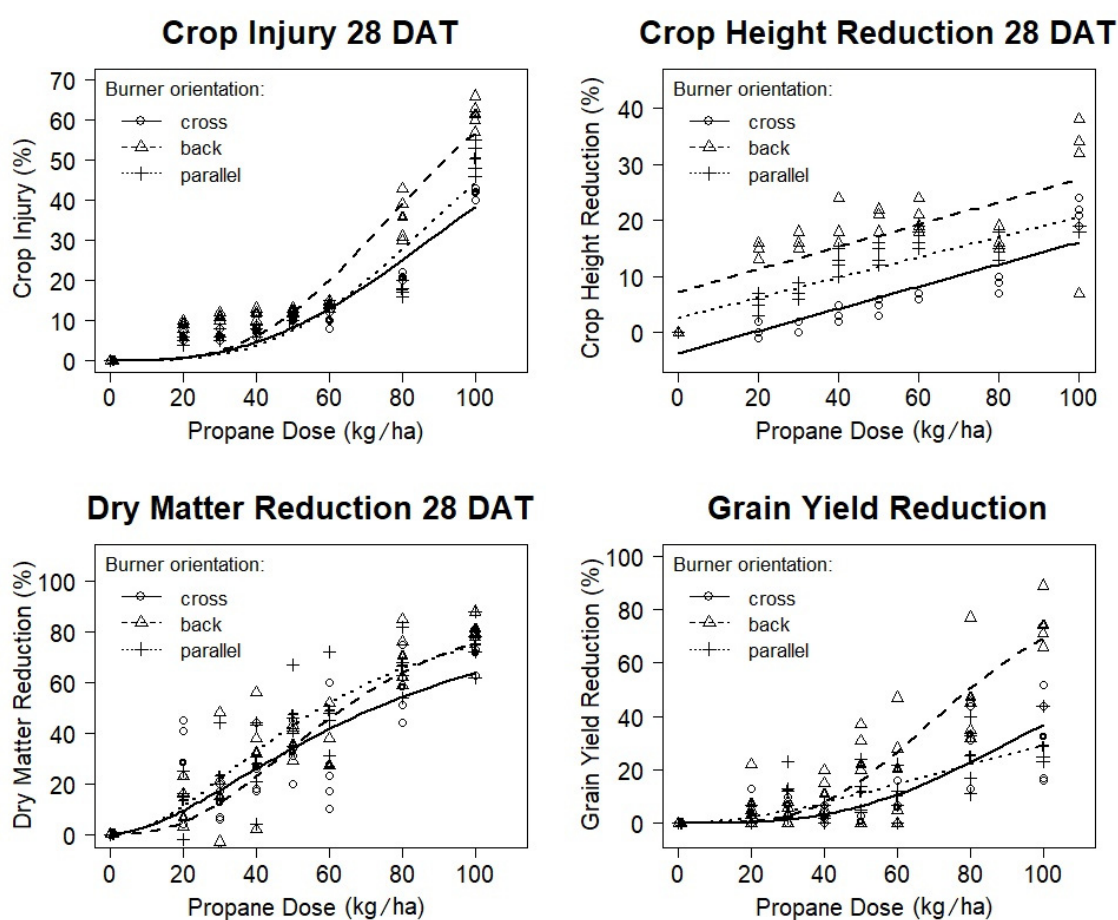 Crop Injury 28 DAT
Crop Injury (%)
70
60
50
40
30
20
10
0
Burner orientation:
cross
back
parallel
0 20 40 60 80 100
Propane Dose (kg/ha)
Crop Height Reduction 28 DAT
Crop Height Reduction (%)
40
30
20
10
0
Burner orientation:
cross
back
parallel
0 20 40 60 80 100
Propane Dose (kg/ha)
Dry Matter Reduction 28 DAT
Dry Matter Reduction (%)
100
80
60
40
20
0
Burner orientation:
cross
back
parallel
0 20 40 60 80 100
Propane Dose (kg/ha)
Grain Yield Reduction
Grain Yield Reduction (%)
100
80
60
40
20
0
Burner orientation:
cross
back
parallel
0 20 40 60 80 100
Propane Dose (kg/ha)